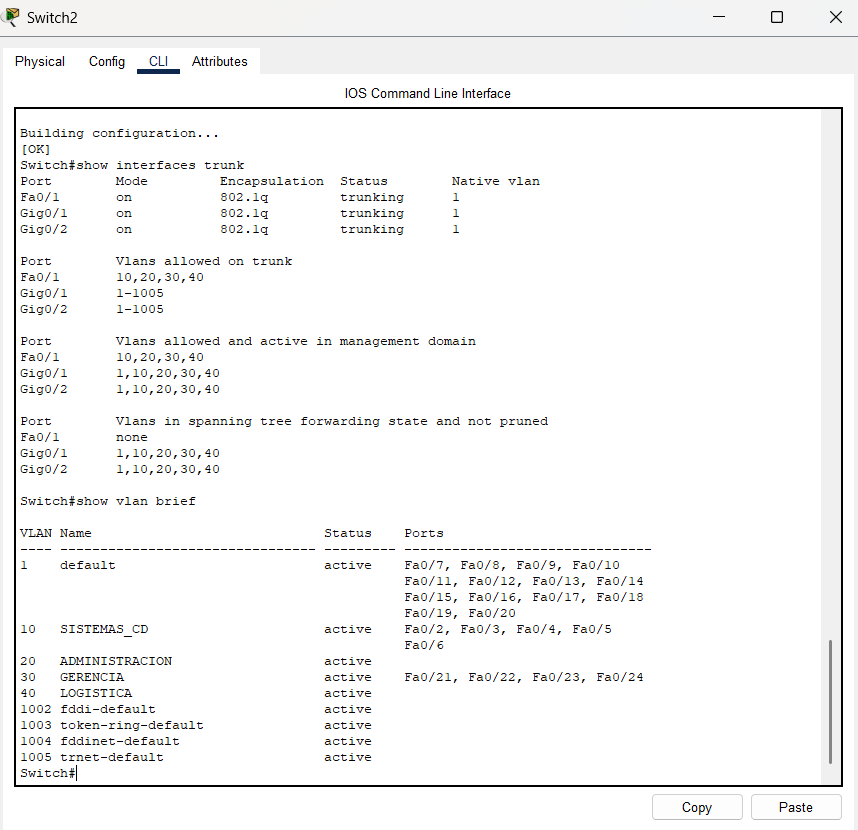 Switch2
Physical Config CLI Attributes
IOS Command Line Interface
Building configuration...
[OK]
Switch#show interfaces trunk
Port        Mode         Encapsulation  Status        Native vlan
Fa0/1       on           802.1q         trunking      1
Gig0/1      on           802.1q         trunking      1
Gig0/2      on           802.1q         trunking      1
Port        Vlans allowed on trunk
Fa0/1       10,20,30,40
Gig0/1      1-1005
Gig0/2      1-1005
Port        Vlans allowed and active in management domain
Fa0/1       10,20,30,40
Gig0/1      1,10,20,30,40
Gig0/2      1,10,20,30,40
Port        Vlans in spanning tree forwarding state and not pruned
Fa0/1       none
Gig0/1      1,10,20,30,40
Gig0/2      1,10,20,30,40
Switch#show vlan brief
VLAN Name                             Status    Ports
---- -------------------------------- --------- -------------------------------
1    default                          active    Fa0/7, Fa0/8, Fa0/9, Fa0/10
                                                Fa0/11, Fa0/12, Fa0/13, Fa0/14
                                                Fa0/15, Fa0/16, Fa0/17, Fa0/18
                                                Fa0/19, Fa0/20
10   SISTEMAS_CD                      active    Fa0/2, Fa0/3, Fa0/4, Fa0/5
                                                Fa0/6
20   ADMINISTRACION                   active
30   GERENCIA                         active    Fa0/21, Fa0/22, Fa0/23, Fa0/24
40   LOGISTICA                        active
1002 fddi-default                     active
1003 token-ring-default               active
1004 fddinet-default                  active
1005 trnet-default                    active
Switch#
Copy Paste